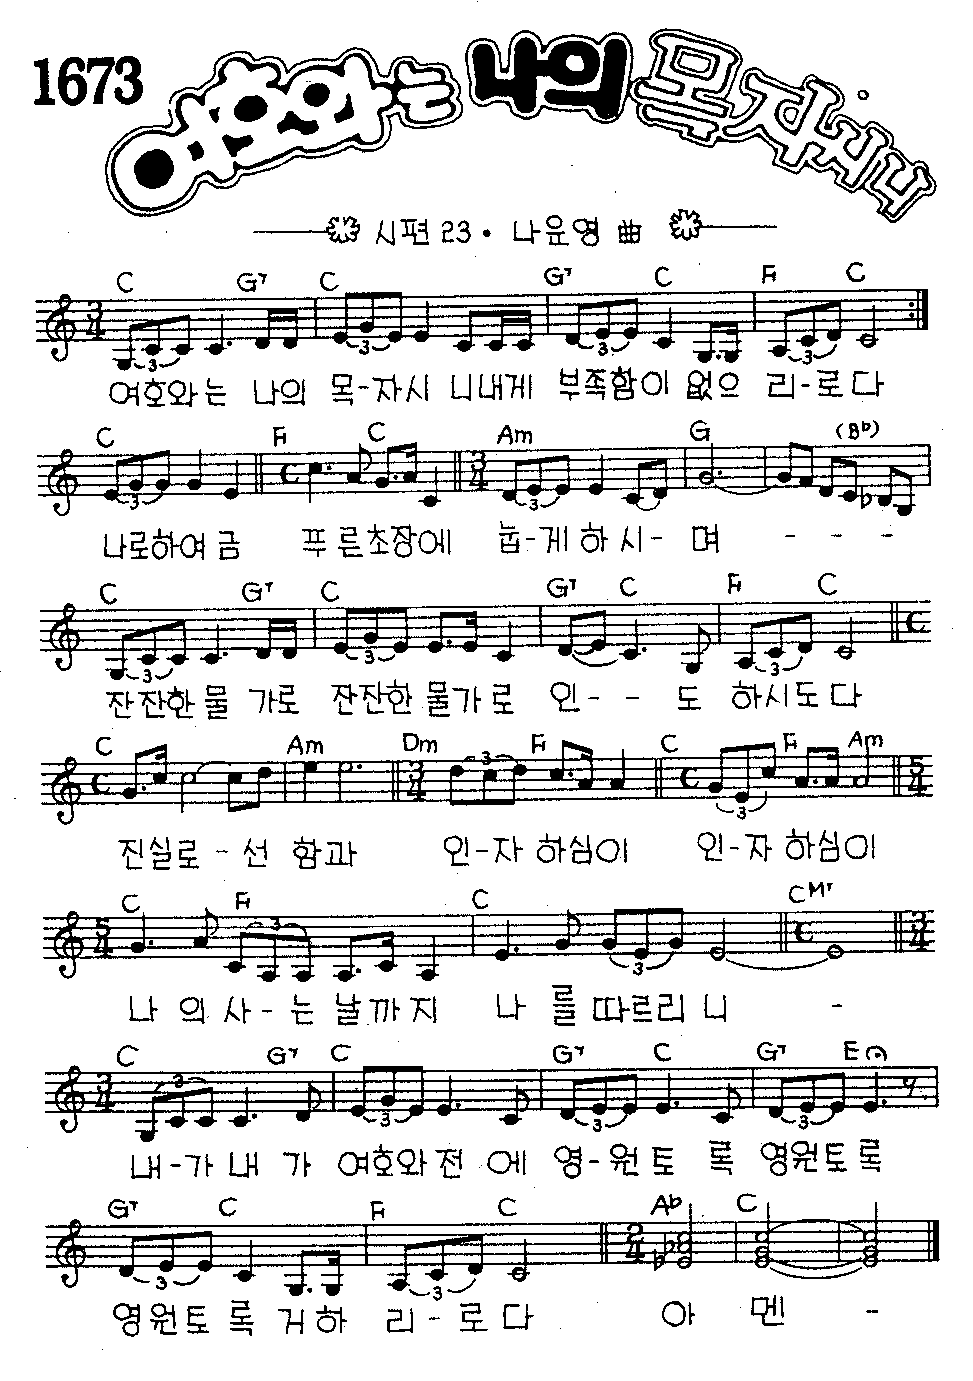 1673 여호와는 나의 목자시니
시편 23 · 나운영 曲
C G7 C G7 C F C
여호와는 나의 목-자시 니내게 부족함이 없으 리-로다
C F C Am G (Bb)
나로하여금 푸른초장에 눕-게하시-며 - - -
C G7 C G7 C F C
잔잔한물 가로 잔잔한물가로 인- - 도 하시도다
C Am Dm F C F Am
진실로-선 함과 인-자하심이 인-자하심이
C F C CM7
나 의사-는 날까지 나 를따르리니 -
C G7 C G7 C G7 E
내-가내 가 여호와전 에 영-원토 록 영원토록
G7 C F C Ab C
영원토록거하 리-로다 아 멘 -